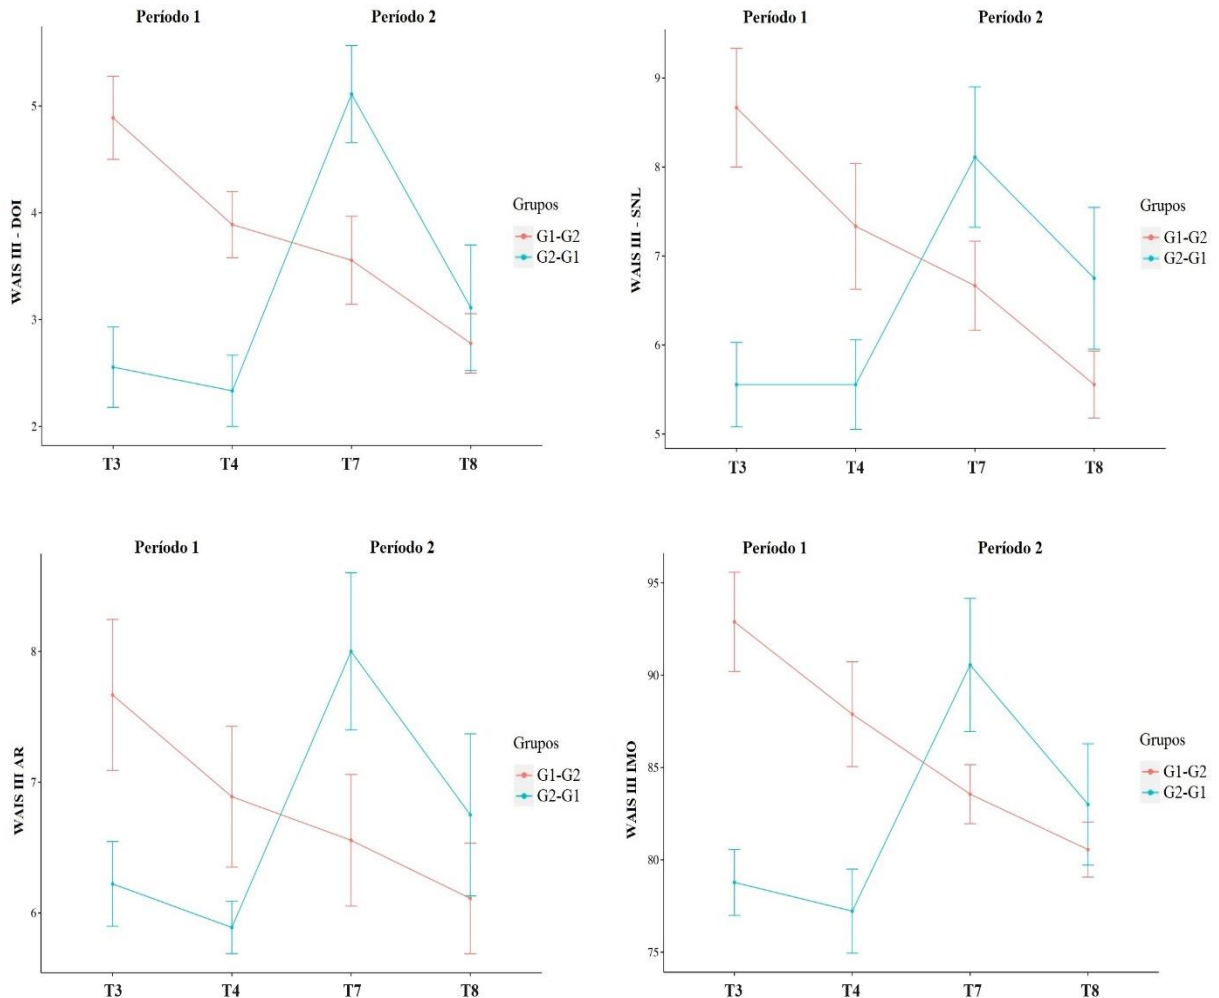 Período 1 Período 2
WAIS III - DOI
5
4
3
2
T3 T4 T7 T8
Grupos
G1-G2
G2-G1
Período 1 Período 2
WAIS III - SNL
9
8
7
6
5
T3 T4 T7 T8
Grupos
G1-G2
G2-G1
Período 1 Período 2
WAIS III AR
8
7
6
T3 T4 T7 T8
Grupos
G1-G2
G2-G1
Período 1 Período 2
WAIS III IMO
95
90
85
80
75
T3 T4 T7 T8
Grupos
G1-G2
G2-G1